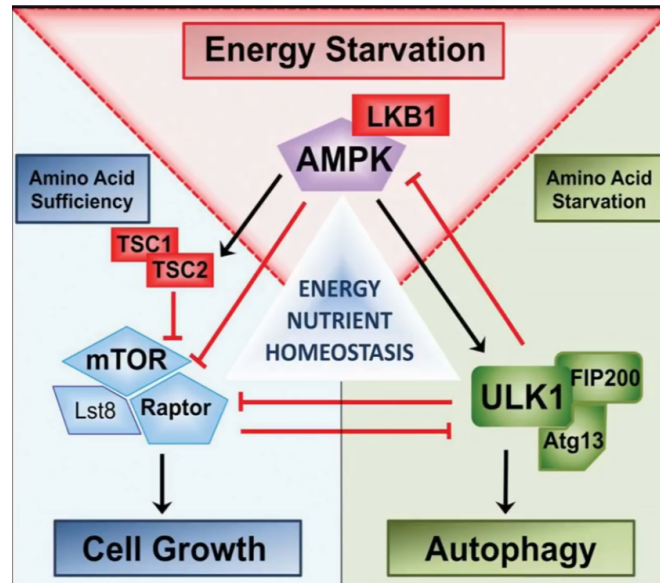 Energy Starvation
LKB1
AMPK
Amino Acid
Sufficiency
Amino Acid
Starvation
TSC1
TSC2
ENERGY
NUTRIENT
HOMEOSTASIS
mTOR
Lst8
Raptor
ULK1
FIP200
Atg13
Cell Growth
Autophagy